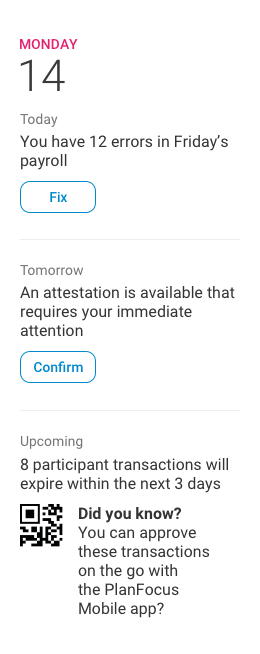 MONDAY
14
Today
You have 12 errors in Friday’s
payroll
Fix
Tomorrow
An attestation is available that
requires your immediate
attention
Confirm
Upcoming
8 participant transactions will
expire within the next 3 days
Did you know?
You can approve
these transactions
on the go with
the PlanFocus
Mobile app?